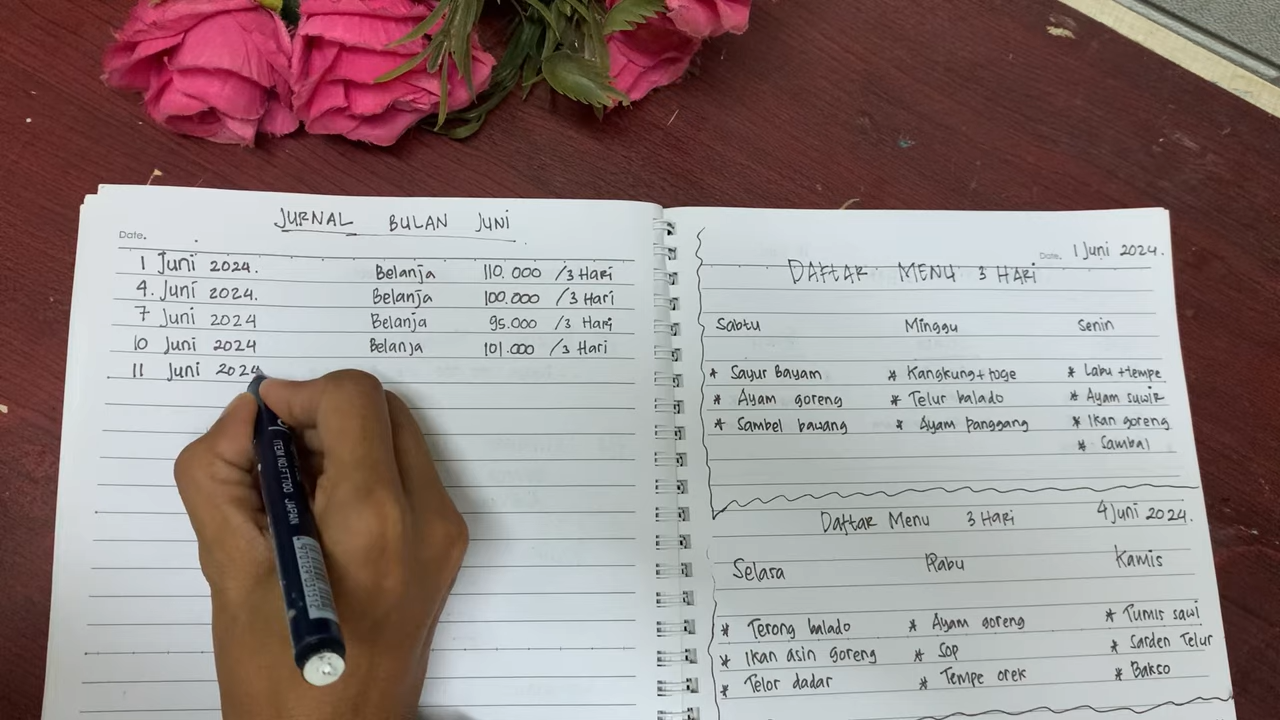 JURNAL BULAN JUNI
Date.
1 Juni 2024. Belanja 110.000 /3 Hari
4. Juni 2024. Belanja 100.000 /3 Hari
7 Juni 2024 Belanja 95.000 /3 Hari
10 Juni 2024 Belanja 101.000 /3 Hari
11 Juni 2024
ITEM NO.FT700 JAPAN
Date. 1 Juni 2024.
DAFTAR MENU 3 HARI
Sabtu Minggu Senin
* Sayur Bayam * Kangkung+toge * Labu+tempe
* Ayam goreng * Telur balado * Ayam suwir
* Sambel bawang * Ayam panggang * Ikan goreng
* Sambal
Daftar Menu 3 Hari 4 Juni 2024.
Selara Rabu Kamis
* Terong balado * Ayam goreng * Tumis sawi
* Ikan asin goreng * Sop * Sarden Telur
* Telor dadar * Tempe orek * Bakso